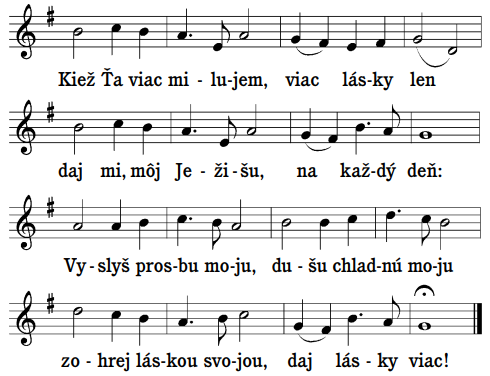 Kiež Ťa viac mi - lu - jem, viac lás - ky len
daj mi, môj Je - ži - šu, na kaž - dý deň:
Vy - slyš pros - bu mo - ju, du - šu chlad - nú moju
zo - hrej lás - kou svo - jou, daj lás - ky viac!